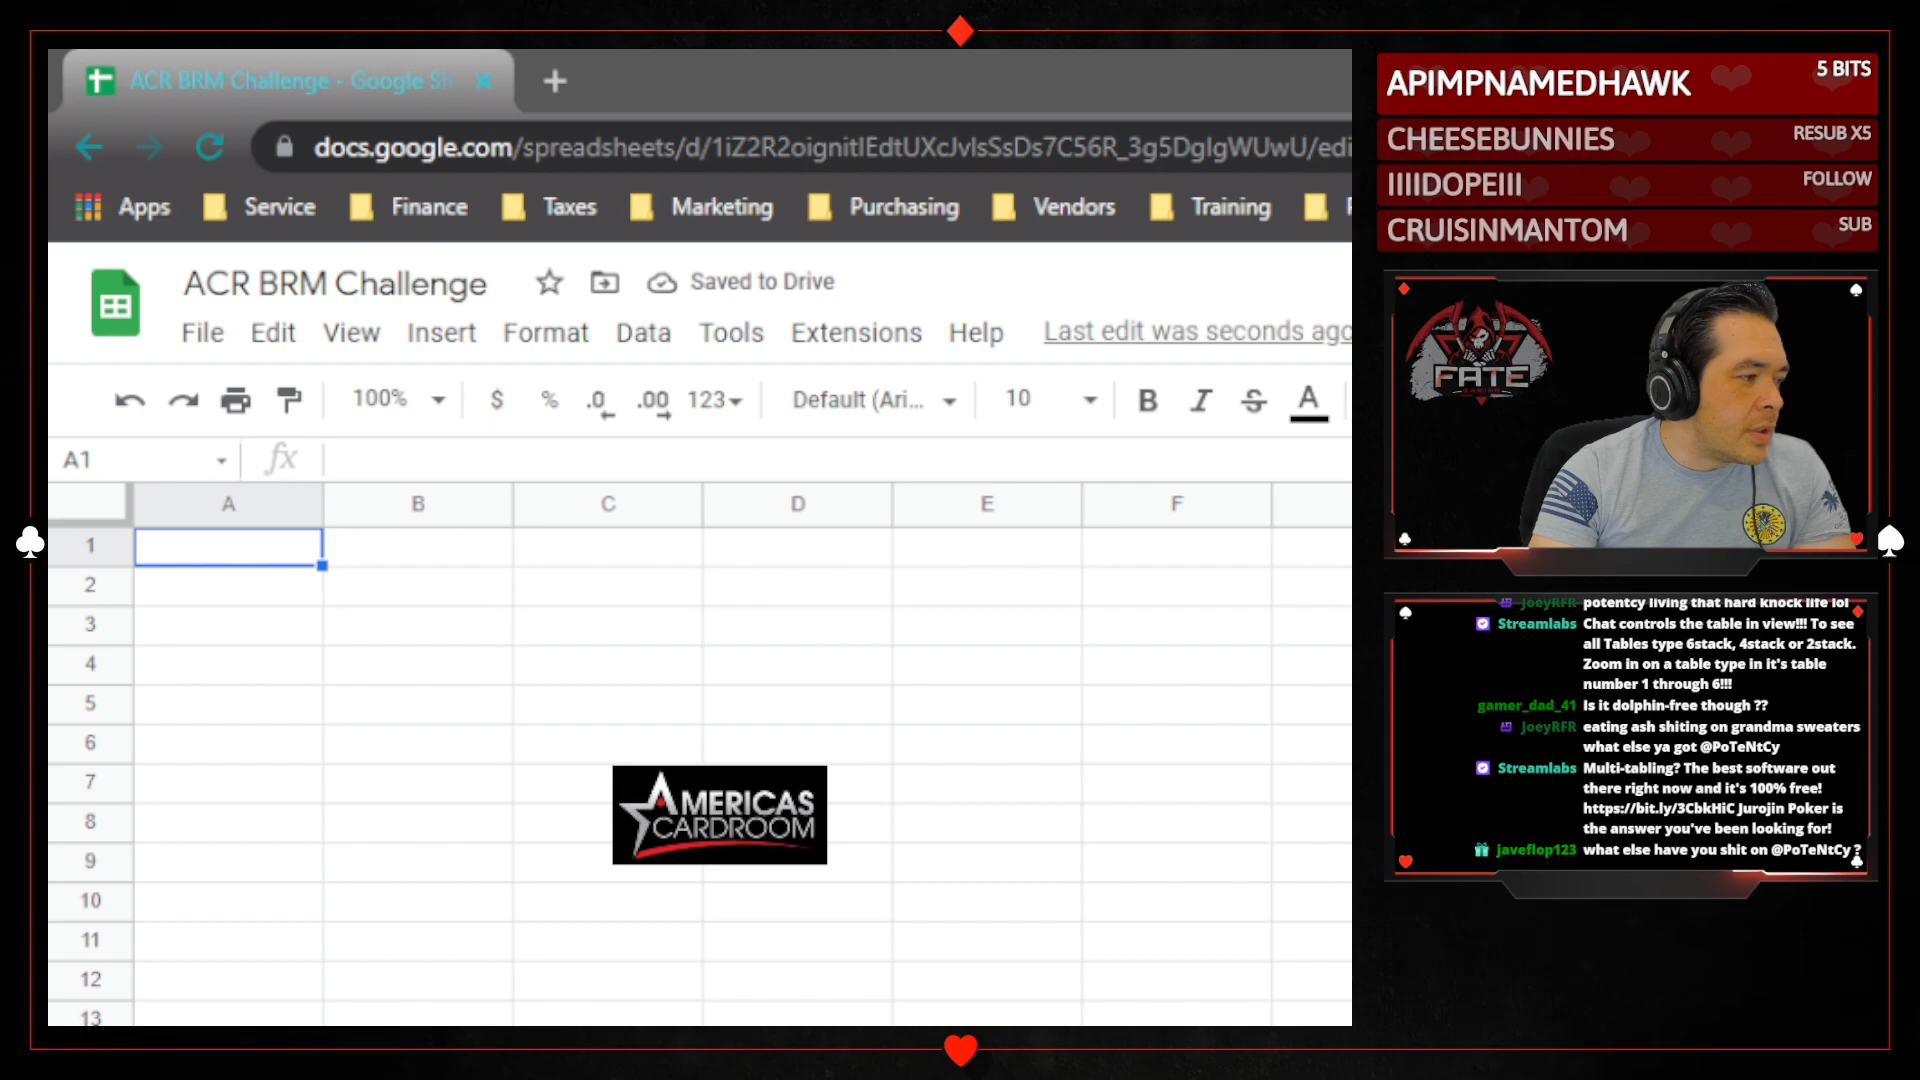 ACR BRM Challenge - Google Sh
docs.google.com/spreadsheets/d/1iZ2R2oignitIEdtUXcJvIsSsDs7C56R_3g5DgIgWUwU/edi
Apps Service Finance Taxes Marketing Purchasing Vendors Training
ACR BRM Challenge Saved to Drive
File Edit View Insert Format Data Tools Extensions Help Last edit was seconds ago
100% $ % .0 .00 123 Default (Ari... 10 B I S A
A1 fx
A B C D E F
1
2
3
4
5
6
7
8
9
10
11
12
13
AMERICAS
CARDROOM
APIMPNAMEDHAWK 5 BITS
CHEESEBUNNIES RESUB X5
IIIIDOPEIII FOLLOW
CRUISINMANTOM SUB
FATE
GAMING
JoeyRFR potentcy living that hard knock life lol
Streamlabs Chat controls the table in view!!! To see
all Tables type 6stack, 4stack or 2stack.
Zoom in on a table type in it's table
number 1 through 6!!!
gamer_dad_41 Is it dolphin-free though ??
JoeyRFR eating ash shiting on grandma sweaters
what else ya got @PoTeNtCy
Streamlabs Multi-tabling? The best software out
there right now and it's 100% free!
https://bit.ly/3CbkHiC Jurojin Poker is
the answer you've been looking for!
javeflop123 what else have you shit on @PoTeNtCy ?